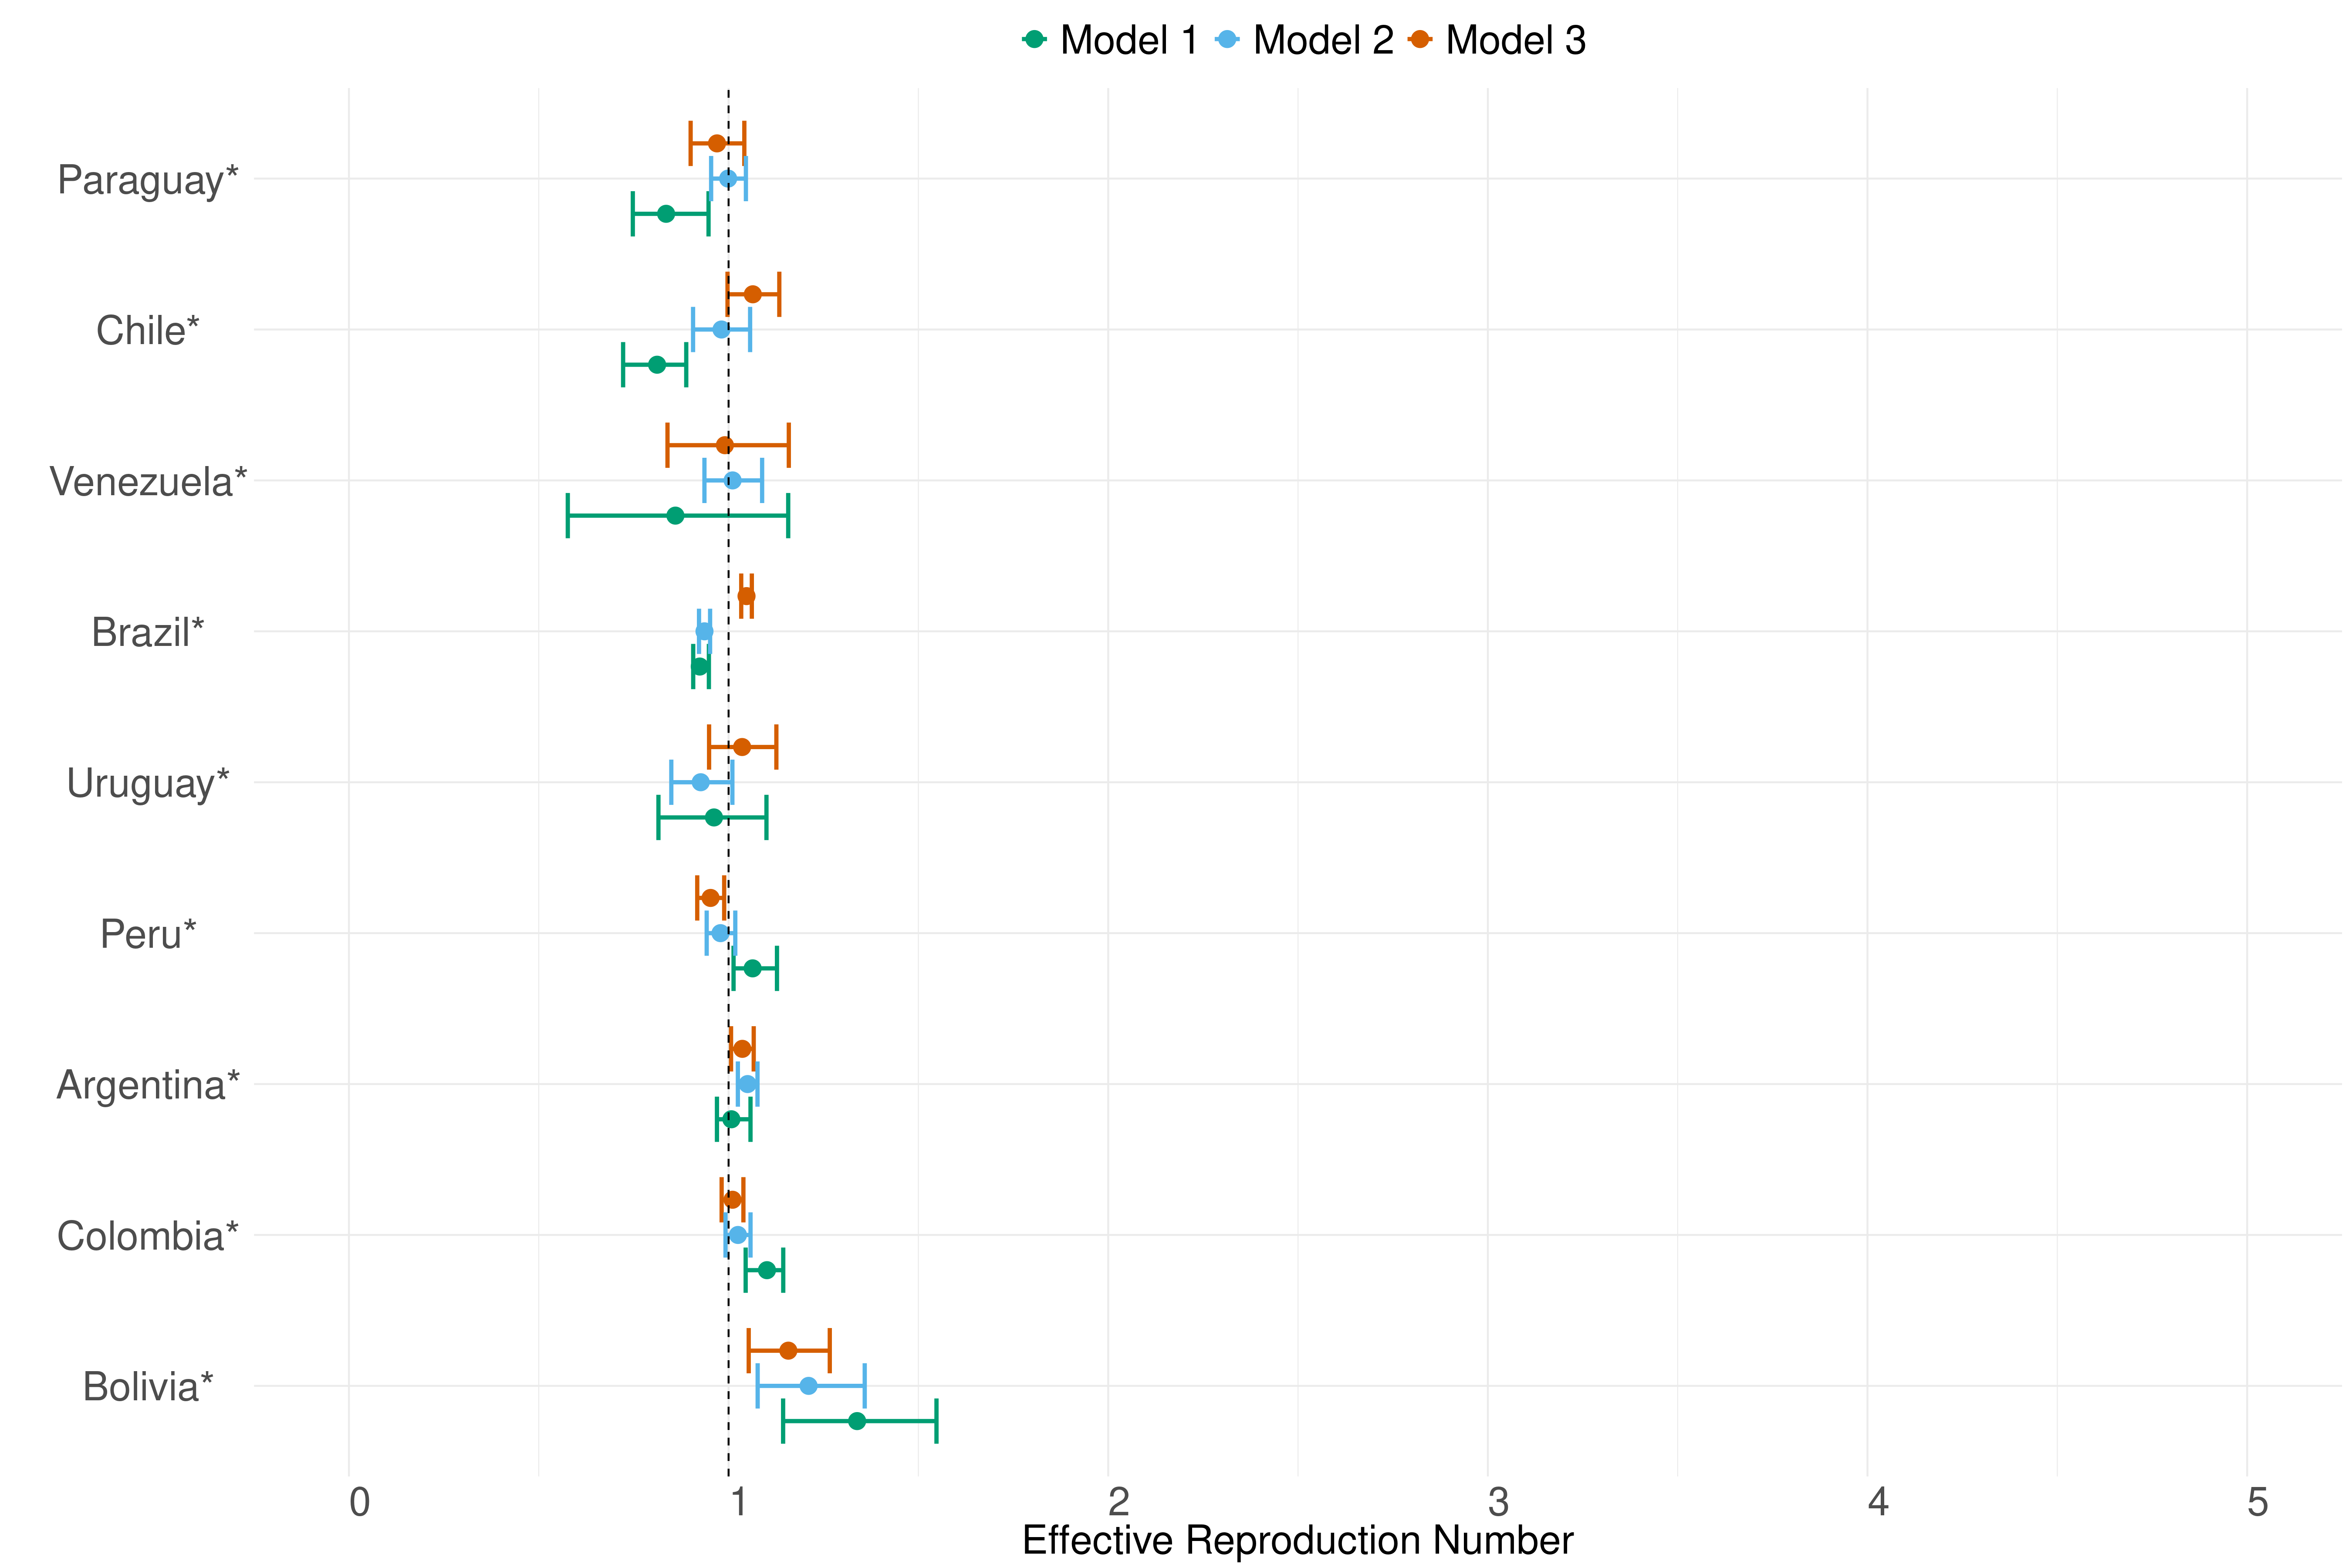 Model 1 Model 2 Model 3
Paraguay*
Chile*
Venezuela*
Brazil*
Uruguay*
Peru*
Argentina*
Colombia*
Bolivia*
0 1 2 3 4 5
Effective Reproduction Number